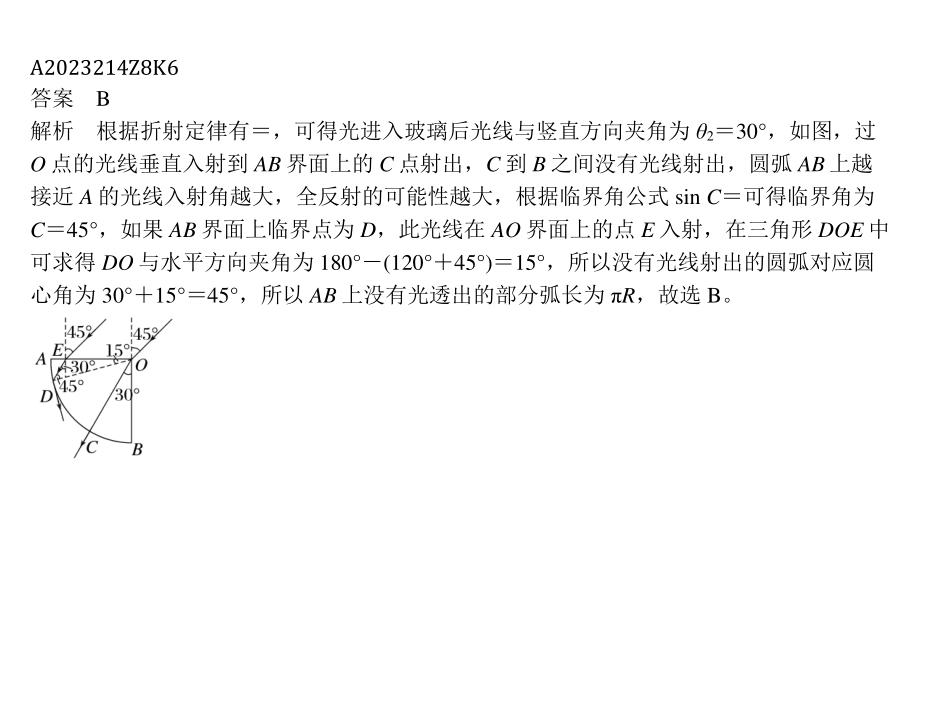 A2023214Z8K6
答案　B
解析　根据折射定律有＝，可得光进入玻璃后光线与竖直方向夹角为 θ₂＝30°，如图，过
O 点的光线垂直入射到 AB 界面上的 C 点射出，C 到 B 之间没有光线射出，圆弧 AB 上越
接近 A 的光线入射角越大，全反射的可能性越大，根据临界角公式 sin C＝可得临界角为
C＝45°，如果 AB 界面上临界点为 D，此光线在 AO 界面上的点 E 入射，在三角形 DOE 中
可求得 DO 与水平方向夹角为 180°－(120°＋45°)＝15°，所以没有光线射出的圆弧对应圆
心角为 30°＋15°＝45°，所以 AB 上没有光透出的部分弧长为 πR，故选 B。
45° 45°
A E 15° O
30°
45°
D 30°
C B